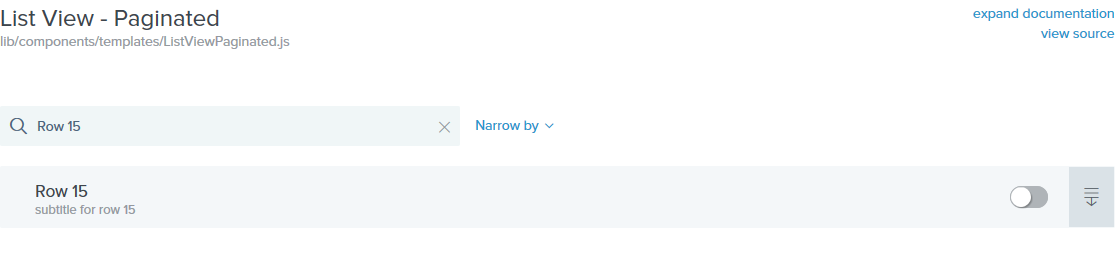 List View - Paginated
expand documentation
lib/components/templates/ListViewPaginated.js
view source
Row 15
Narrow by
Row 15
subtitle for row 15